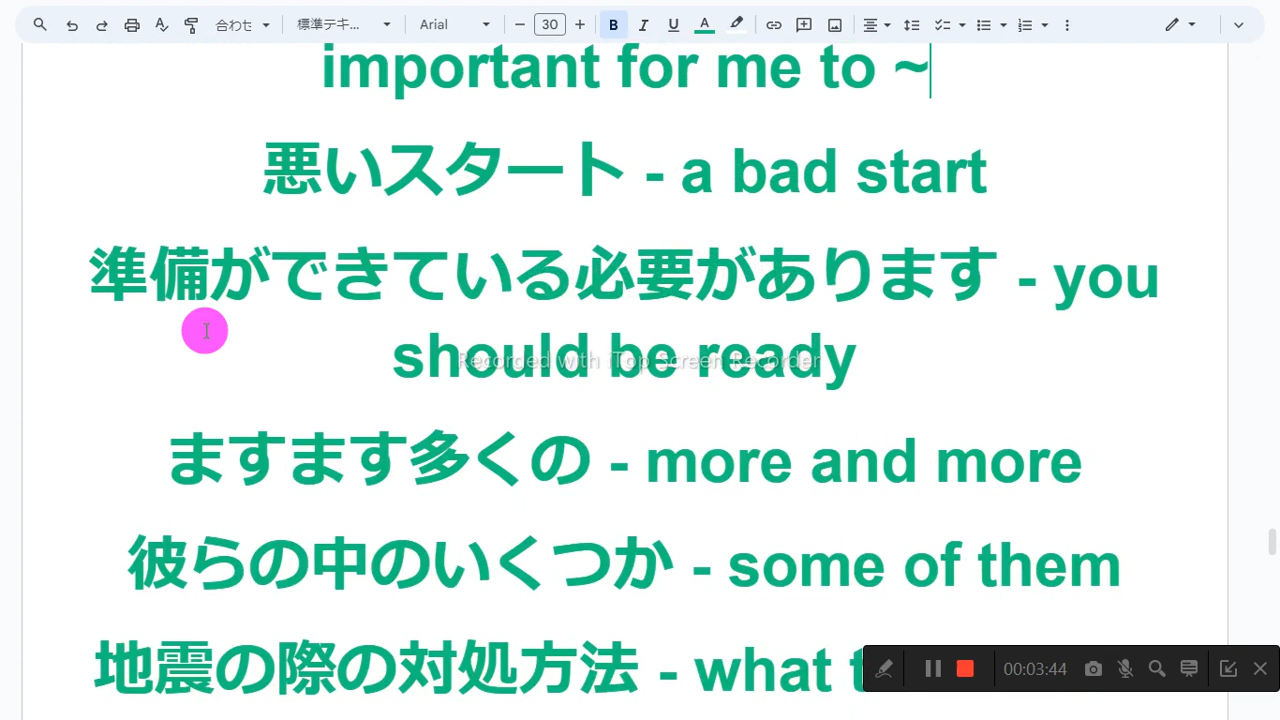 合わせ
標準テキ...
Arial
30
important for me to ~
悪いスタート - a bad start
準備ができている必要があります - you
should be ready
Recorded with iTop Screen Recorder
ますます多くの - more and more
彼らの中のいくつか - some of them
地震の際の対処方法 - what
00:03:44